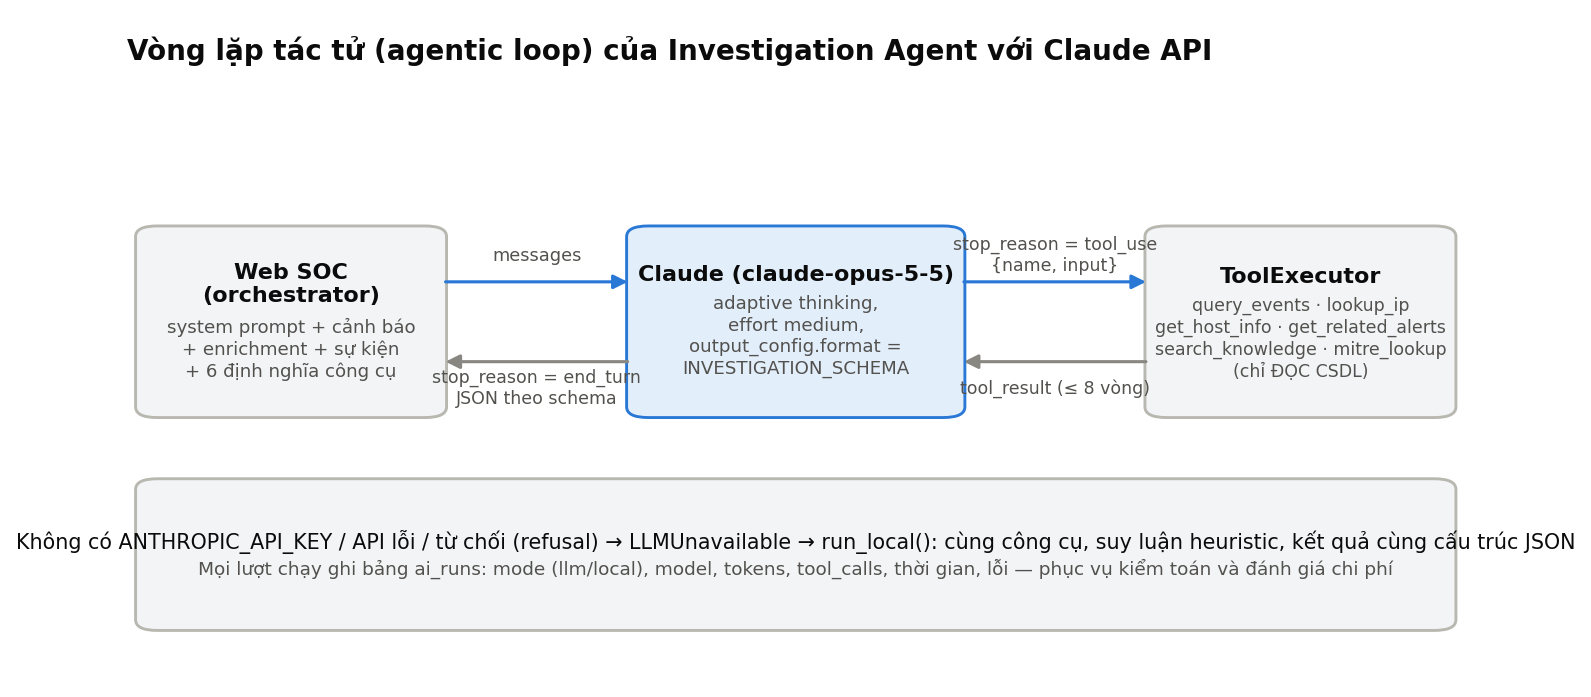 Vòng lặp tác tử (agentic loop) của Investigation Agent với Claude API
Web SOC
(orchestrator)
system prompt + cảnh báo
+ enrichment + sự kiện
+ 6 định nghĩa công cụ
messages
stop_reason = end_turn
JSON theo schema
Claude (claude-opus-5-5)
adaptive thinking,
effort medium,
output_config.format =
INVESTIGATION_SCHEMA
stop_reason = tool_use
{name, input}
tool_result (≤ 8 vòng)
ToolExecutor
query_events · lookup_ip
get_host_info · get_related_alerts
search_knowledge · mitre_lookup
(chỉ ĐỌC CSDL)
Không có ANTHROPIC_API_KEY / API lỗi / từ chối (refusal) → LLMUnavailable → run_local(): cùng công cụ, suy luận heuristic, kết quả cùng cấu trúc JSON
Mọi lượt chạy ghi bảng ai_runs: mode (llm/local), model, tokens, tool_calls, thời gian, lỗi — phục vụ kiểm toán và đánh giá chi phí